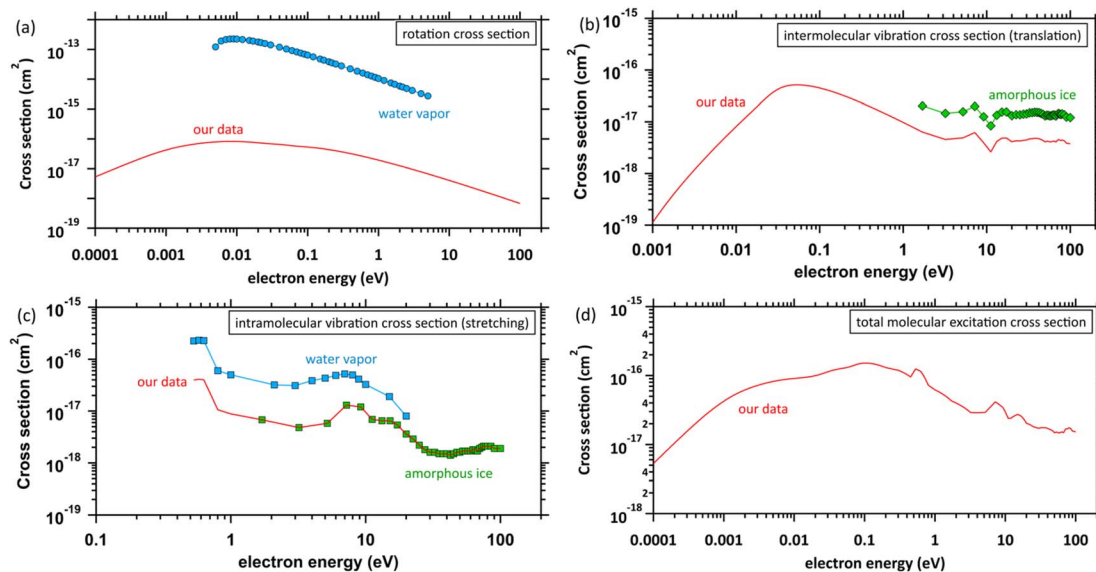 (a)
rotation cross section
water vapor
our data
Cross section (cm²)
10⁻¹³
10⁻¹⁵
10⁻¹⁷
10⁻¹⁹
0.0001 0.001 0.01 0.1 1 10 100
electron energy (eV)
(b)
intermolecular vibration cross section (translation)
our data
amorphous ice
Cross section (cm²)
10⁻¹⁵
10⁻¹⁶
10⁻¹⁷
10⁻¹⁸
10⁻¹⁹
0.001 0.01 0.1 1 10 100
electron energy (eV)
(c)
intramolecular vibration cross section (stretching)
water vapor
our data
amorphous ice
Cross section (cm²)
10⁻¹⁵
10⁻¹⁶
10⁻¹⁷
10⁻¹⁸
10⁻¹⁹
0.1 1 10 100
electron energy (eV)
(d)
total molecular excitation cross section
our data
Cross section (cm²)
10⁻¹⁵
4
2
10⁻¹⁶
4
2
10⁻¹⁷
4
2
10⁻¹⁸
0.0001 0.001 0.01 0.1 1 10 100
electron energy (eV)